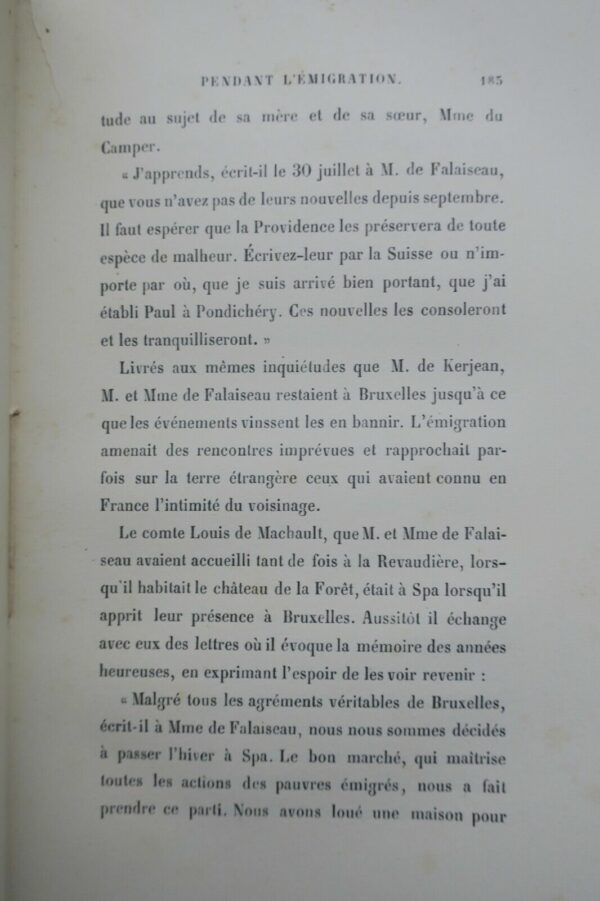 PENDANT L'ÉMIGRATION. 185
tude au sujet de sa mère et de sa sœur, Mme du
Camper.
« J'apprends, écrit-il le 30 juillet à M. de Falaiseau,
que vous n'avez pas de leurs nouvelles depuis septembre.
Il faut espérer que la Providence les préservera de toute
espèce de malheur. Écrivez-leur par la Suisse ou n'im-
porte par où, que je suis arrivé bien portant, que j'ai
établi Paul à Pondichéry. Ces nouvelles les consoleront
et les tranquilliseront. »
Livrés aux mêmes inquiétudes que M. de Kerjean,
M. et Mme de Falaiseau restaient à Bruxelles jusqu'à ce
que les événements vinssent les en bannir. L'émigration
amenait des rencontres imprévues et rapprochait par-
fois sur la terre étrangère ceux qui avaient connu en
France l'intimité du voisinage.
Le comte Louis de Machault, que M. et Mme de Falai-
seau avaient accueilli tant de fois à la Revaudière, lors-
qu'il habitait le château de la Forêt, était à Spa lorsqu'il
apprit leur présence à Bruxelles. Aussitôt il échange
avec eux des lettres où il évoque la mémoire des années
heureuses, en exprimant l'espoir de les voir revenir :
« Malgré tous les agréments véritables de Bruxelles,
écrit-il à Mme de Falaiseau, nous nous sommes décidés
à passer l'hiver à Spa. Le bon marché, qui maîtrise
toutes les actions des pauvres émigrés, nous a fait
prendre ce parti. Nous avons loué une maison pour